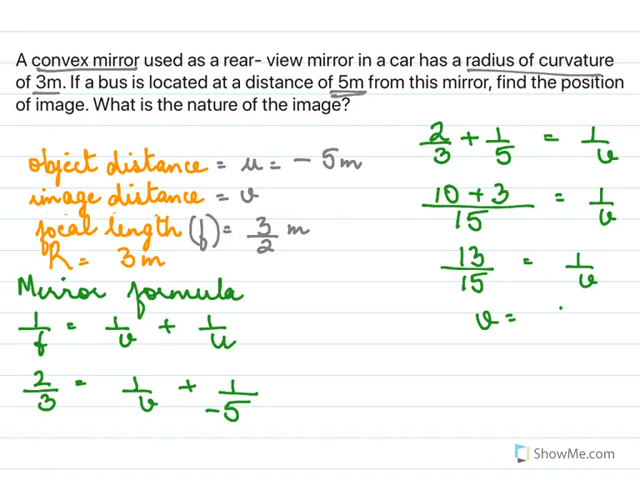 A convex mirror used as a rear- view mirror in a car has a radius of curvature
of 3m. If a bus is located at a distance of 5m from this mirror, find the position
of image. What is the nature of the image?
object distance = u = - 5m
image distance = v
focal length (f) = 3/2 m
R = 3m
Mirror formula
1/f = 1/v + 1/u
2/3 = 1/v + 1/-5
2/3 + 1/5 = 1/v
10 + 3/15 = 1/v
13/15 = 1/v
v =
ShowMe.com